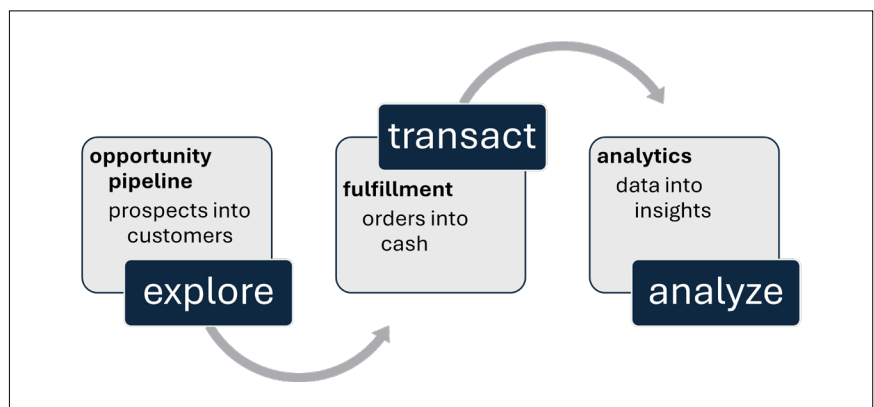 opportunity
pipeline
prospects into
customers
explore
transact
fulfillment
orders into
cash
analytics
data into
insights
analyze